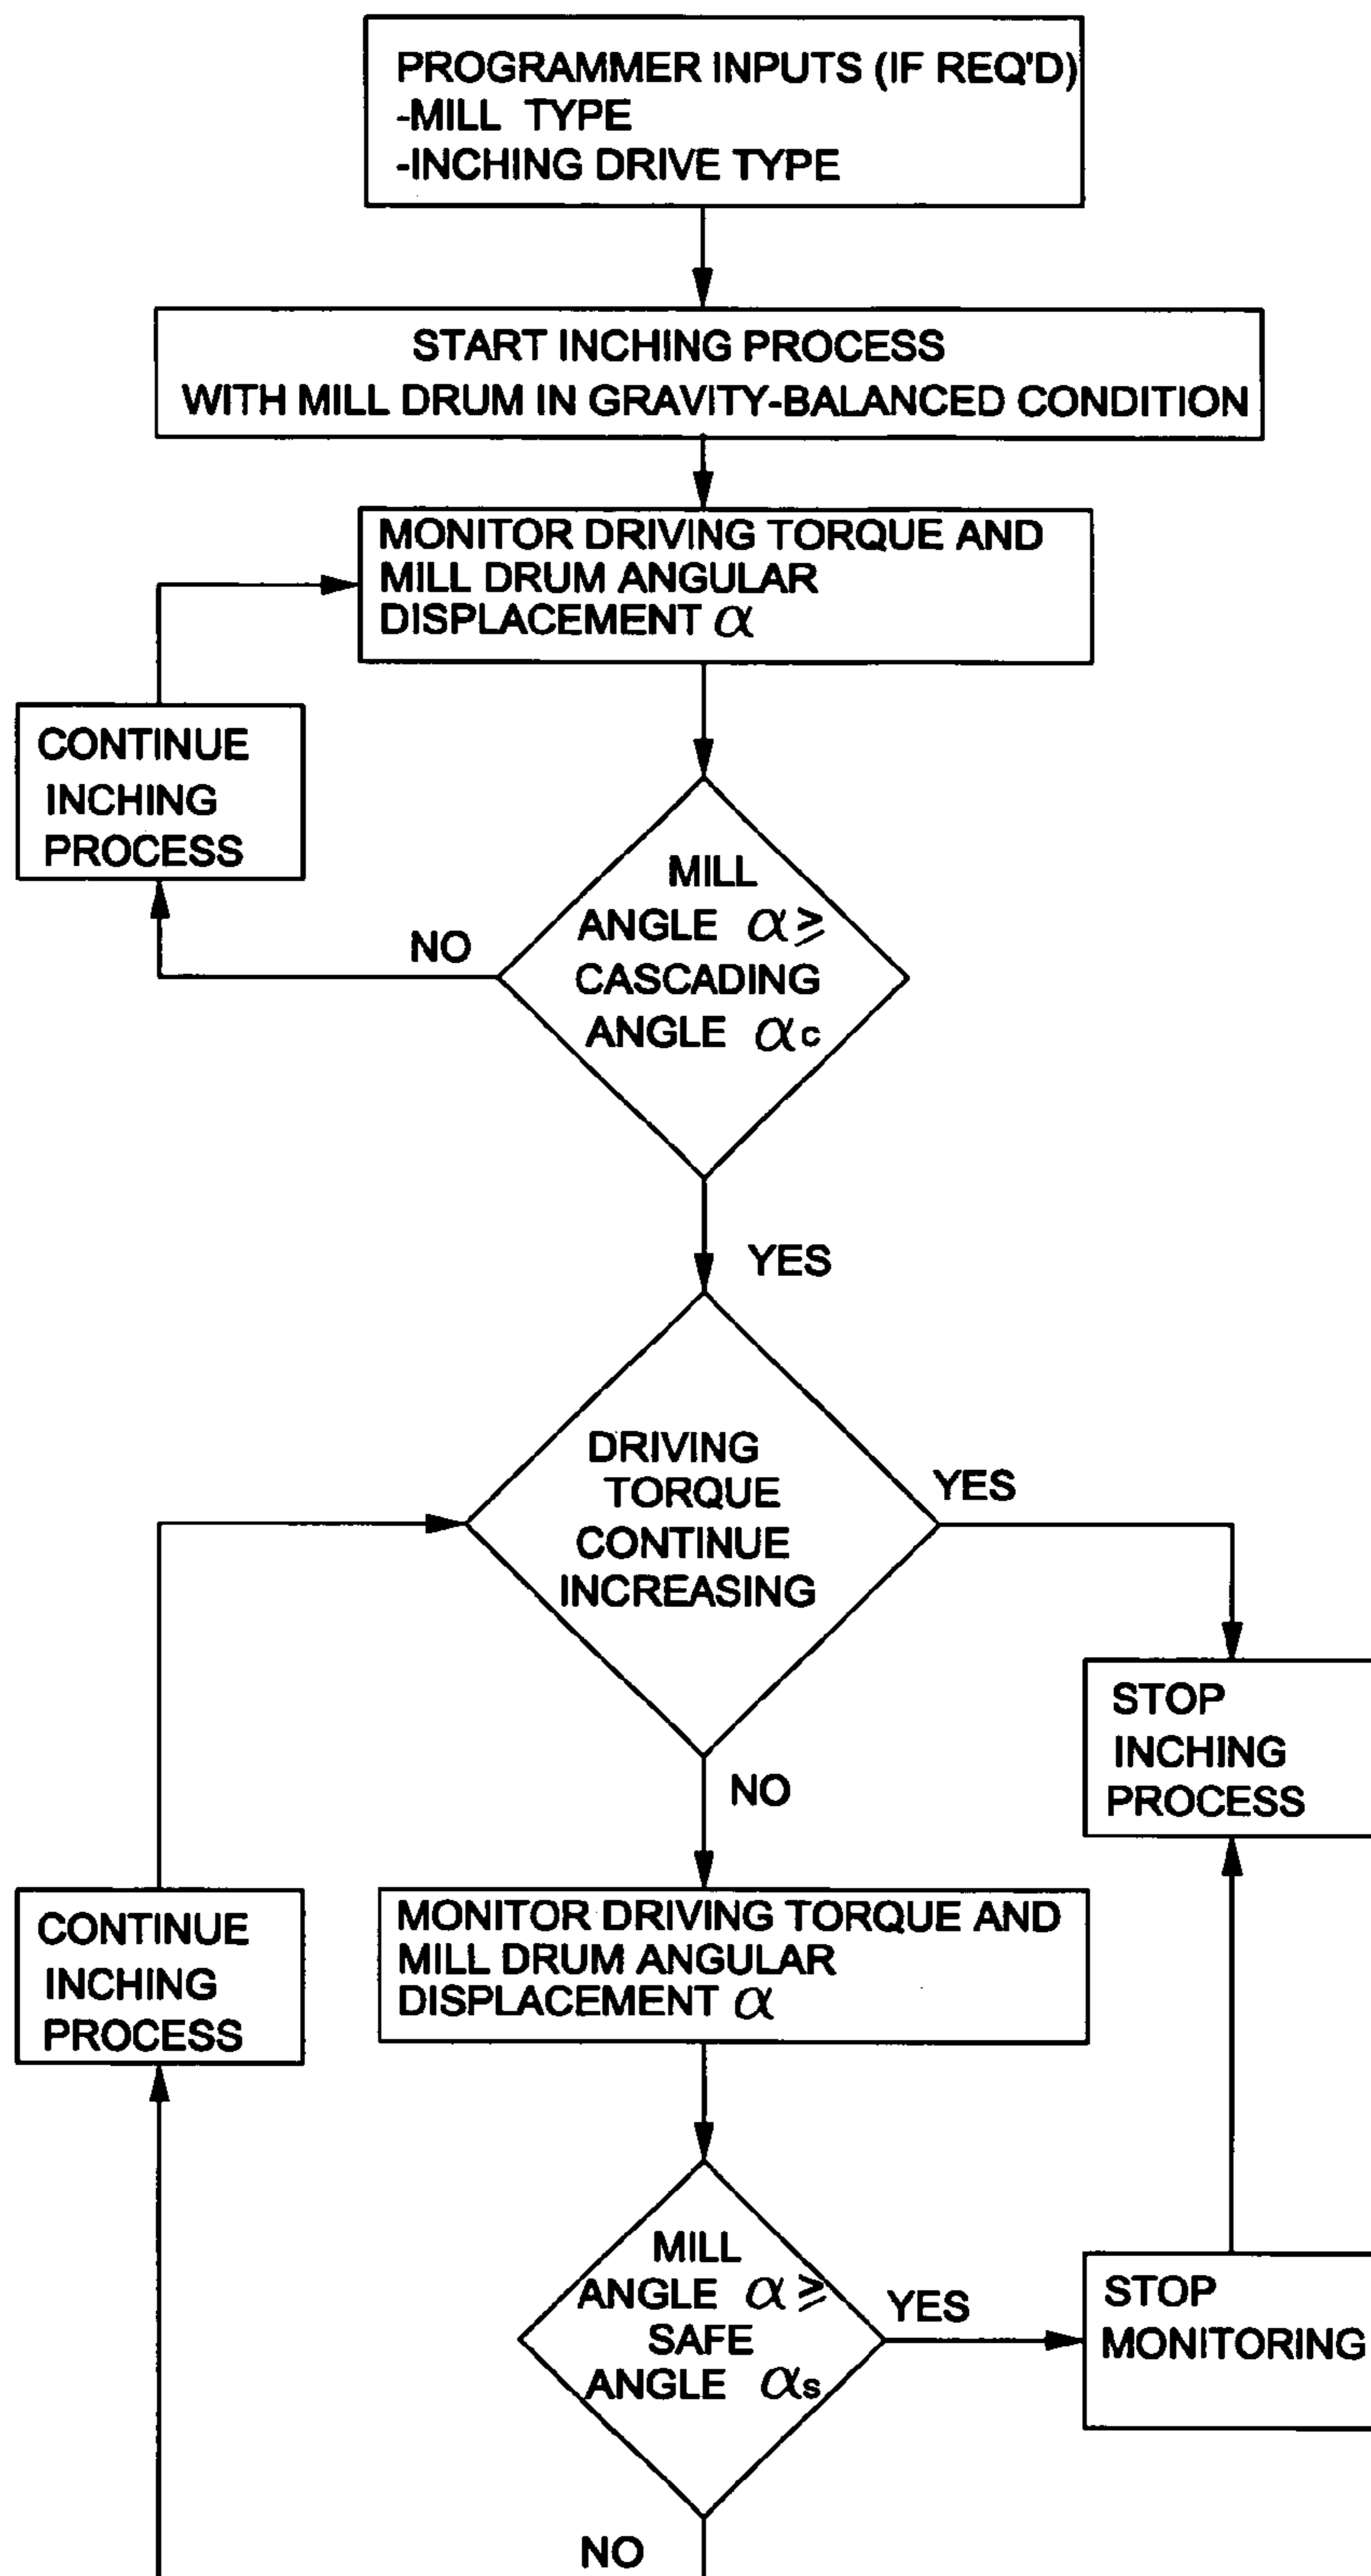 PROGRAMMER INPUTS (IF REQ'D)
-MILL TYPE
-INCHING DRIVE TYPE
START INCHING PROCESS
WITH MILL DRUM IN GRAVITY-BALANCED CONDITION
MONITOR DRIVING TORQUE AND
MILL DRUM ANGULAR
DISPLACEMENT α
CONTINUE
INCHING
PROCESS
MILL
ANGLE α ≥
CASCADING
ANGLE αc
NO
YES
DRIVING
TORQUE
CONTINUE
INCREASING
YES
STOP
INCHING
PROCESS
NO
CONTINUE
INCHING
PROCESS
MONITOR DRIVING TORQUE AND
MILL DRUM ANGULAR
DISPLACEMENT α
MILL
ANGLE α ≥
SAFE
ANGLE αs
YES
STOP
MONITORING
NO